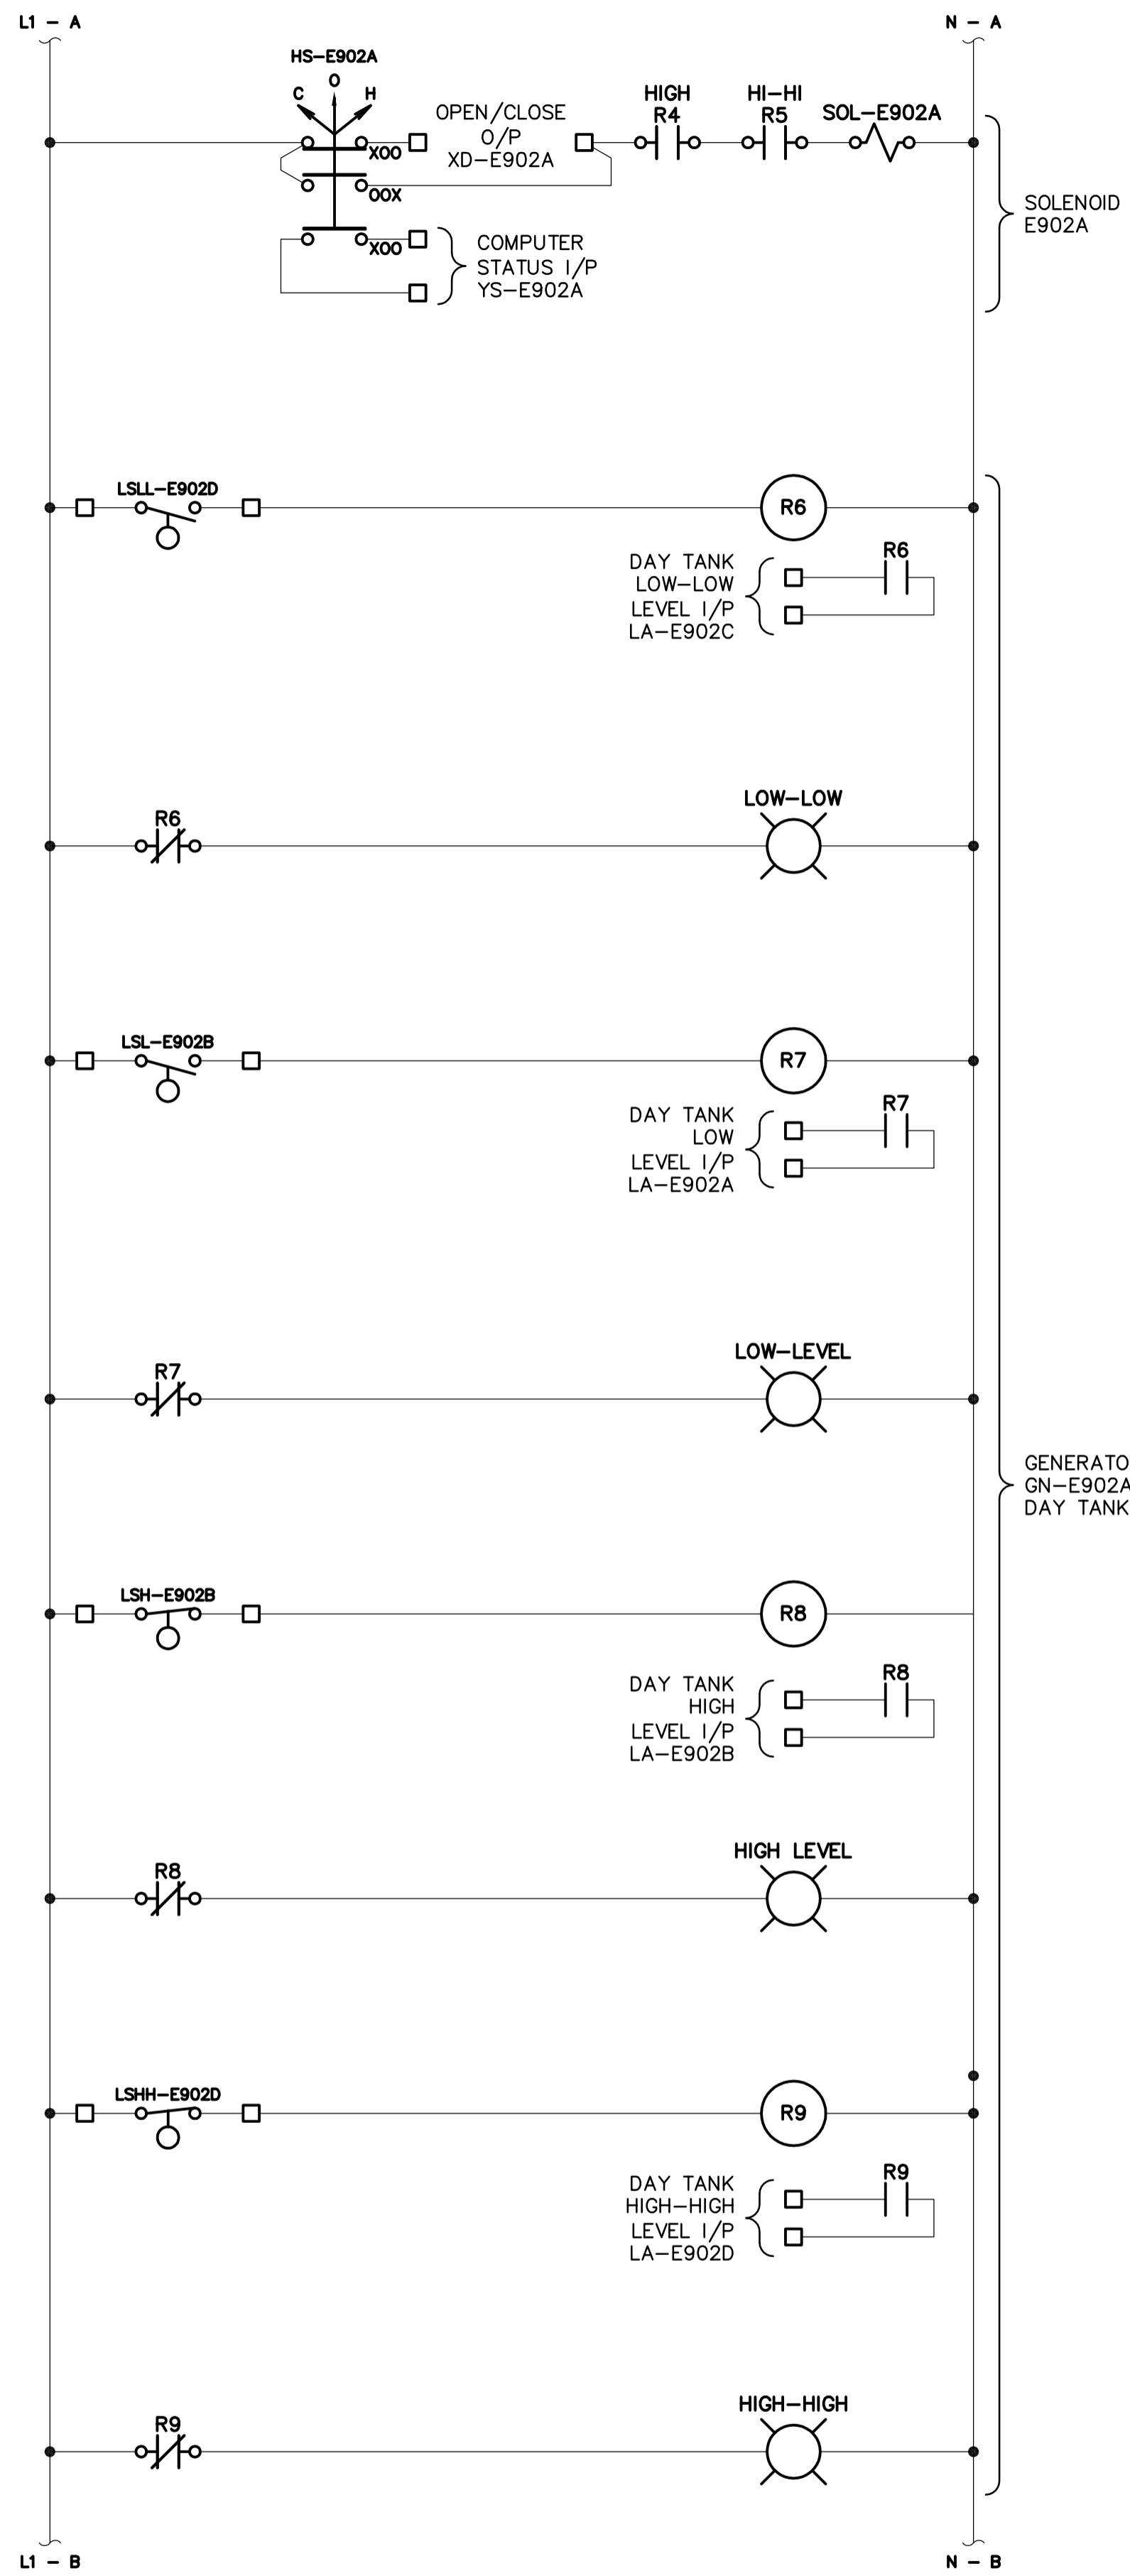 L1 - A
N - A
HS-E902A
O
C
H
XOO
OOX
XOO
OPEN/CLOSE
O/P
XD-E902A
HIGH
R4
HI-HI
R5
SOL-E902A
SOLENOID
E902A
COMPUTER
STATUS I/P
YS-E902A
LSLL-E902D
R6
DAY TANK
LOW-LOW
LEVEL I/P
LA-E902C
R6
R6
LOW-LOW
LSL-E902B
R7
DAY TANK
LOW
LEVEL I/P
LA-E902A
R7
R7
LOW-LEVEL
GENERATO
GN-E902A
DAY TANK
LSH-E902B
R8
DAY TANK
HIGH
LEVEL I/P
LA-E902B
R8
R8
HIGH LEVEL
LSHH-E902D
R9
DAY TANK
HIGH-HIGH
LEVEL I/P
LA-E902D
R9
R9
HIGH-HIGH
L1 - B
N - B